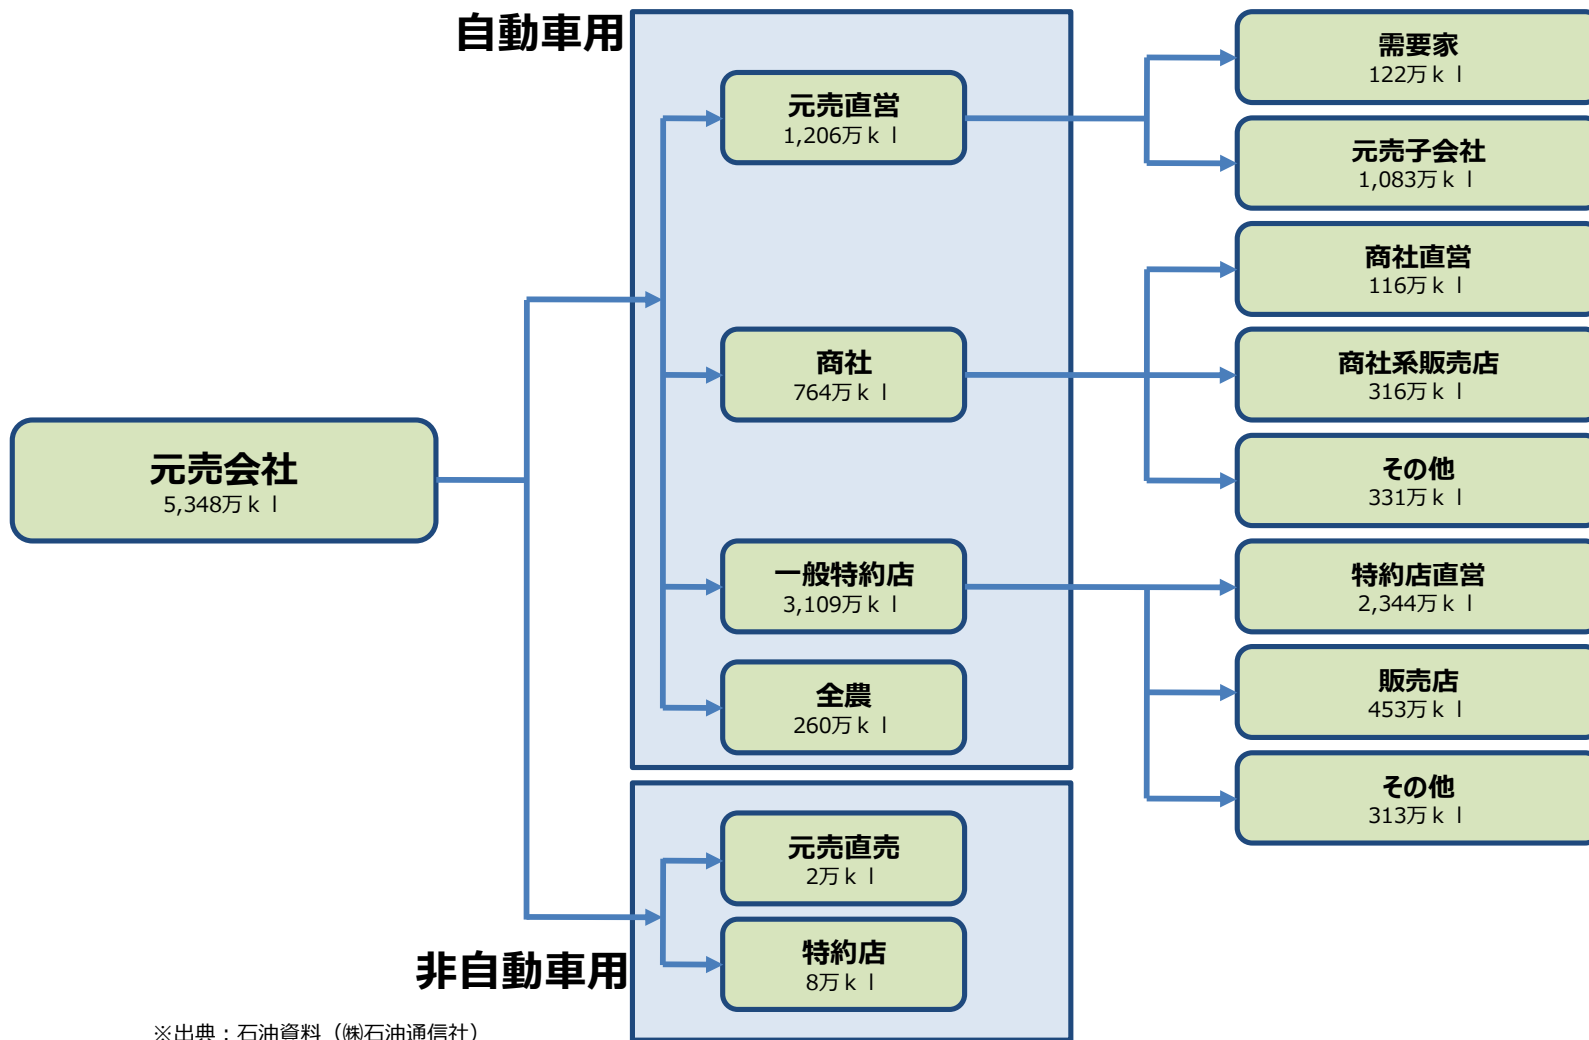 自動車用
元売会社
5,348万ｋｌ
元売直営
1,206万ｋｌ
商社
764万ｋｌ
一般特約店
3,109万ｋｌ
全農
260万ｋｌ
需要家
122万ｋｌ
元売子会社
1,083万ｋｌ
商社直営
116万ｋｌ
商社系販売店
316万ｋｌ
その他
331万ｋｌ
特約店直営
2,344万ｋｌ
販売店
453万ｋｌ
その他
313万ｋｌ
非自動車用
元売直売
2万ｋｌ
特約店
8万ｋｌ
※出典：石油資料（㈱石油通信社）